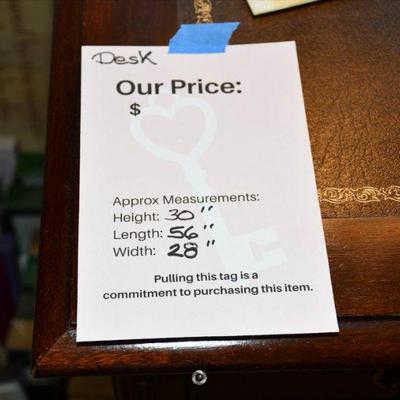 Desk
Our Price:
$
Approx Measurements:
Height: 30"
Length: 56"
Width: 28"
Pulling this tag is a
commitment to purchasing this item.